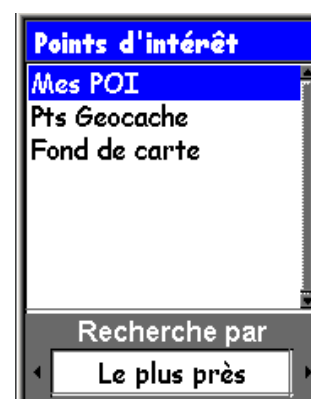 Points d'intérêt
Mes POI
Pts Geocache
Fond de carte
Recherche par
Le plus près